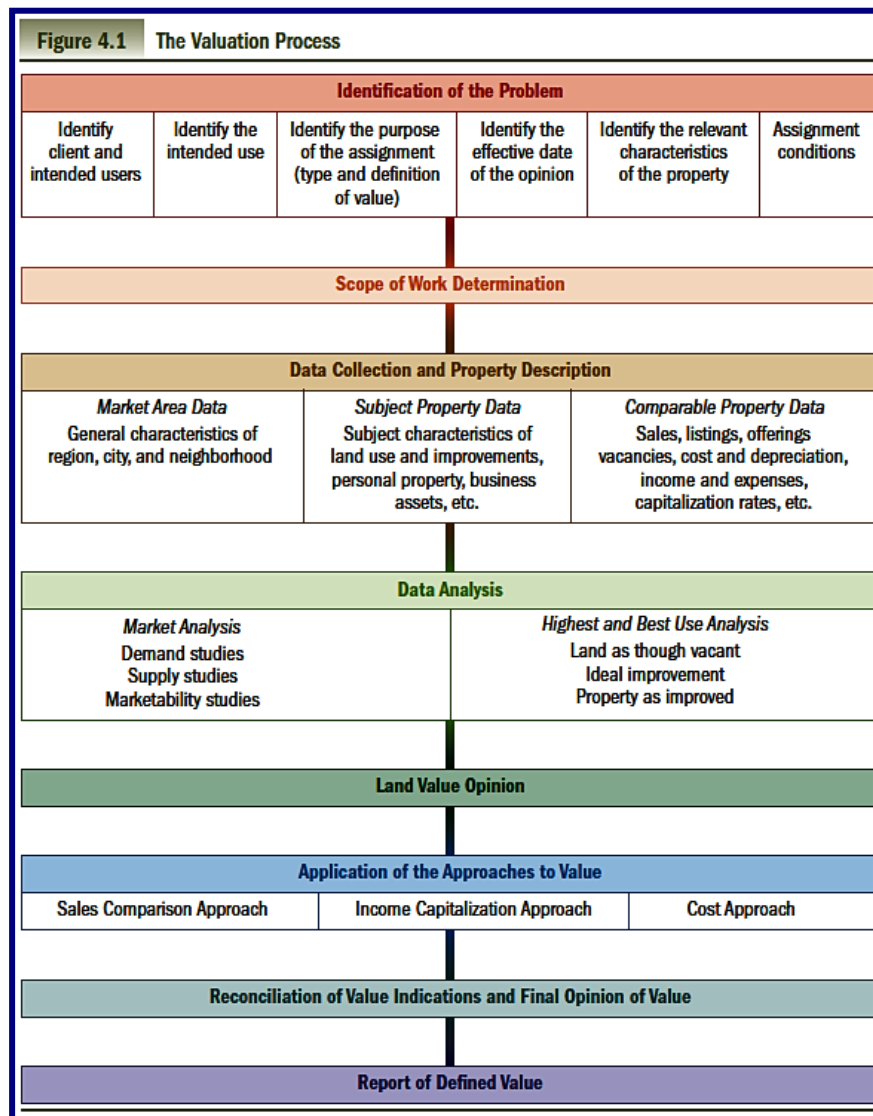 Figure 4.1 The Valuation Process
Identification of the Problem
Identify
client and
intended users
Identify the
intended use
Identify the purpose
of the assignment
(type and definition
of value)
Identify the
effective date
of the opinion
Identify the relevant
characteristics
of the property
Assignment
conditions
Scope of Work Determination
Data Collection and Property Description
Market Area Data
General characteristics of
region, city, and neighborhood
Subject Property Data
Subject characteristics of
land use and improvements,
personal property, business
assets, etc.
Comparable Property Data
Sales, listings, offerings
vacancies, cost and depreciation,
income and expenses,
capitalization rates, etc.
Data Analysis
Market Analysis
Demand studies
Supply studies
Marketability studies
Highest and Best Use Analysis
Land as though vacant
Ideal improvement
Property as improved
Land Value Opinion
Application of the Approaches to Value
Sales Comparison Approach
Income Capitalization Approach
Cost Approach
Reconciliation of Value Indications and Final Opinion of Value
Report of Defined Value